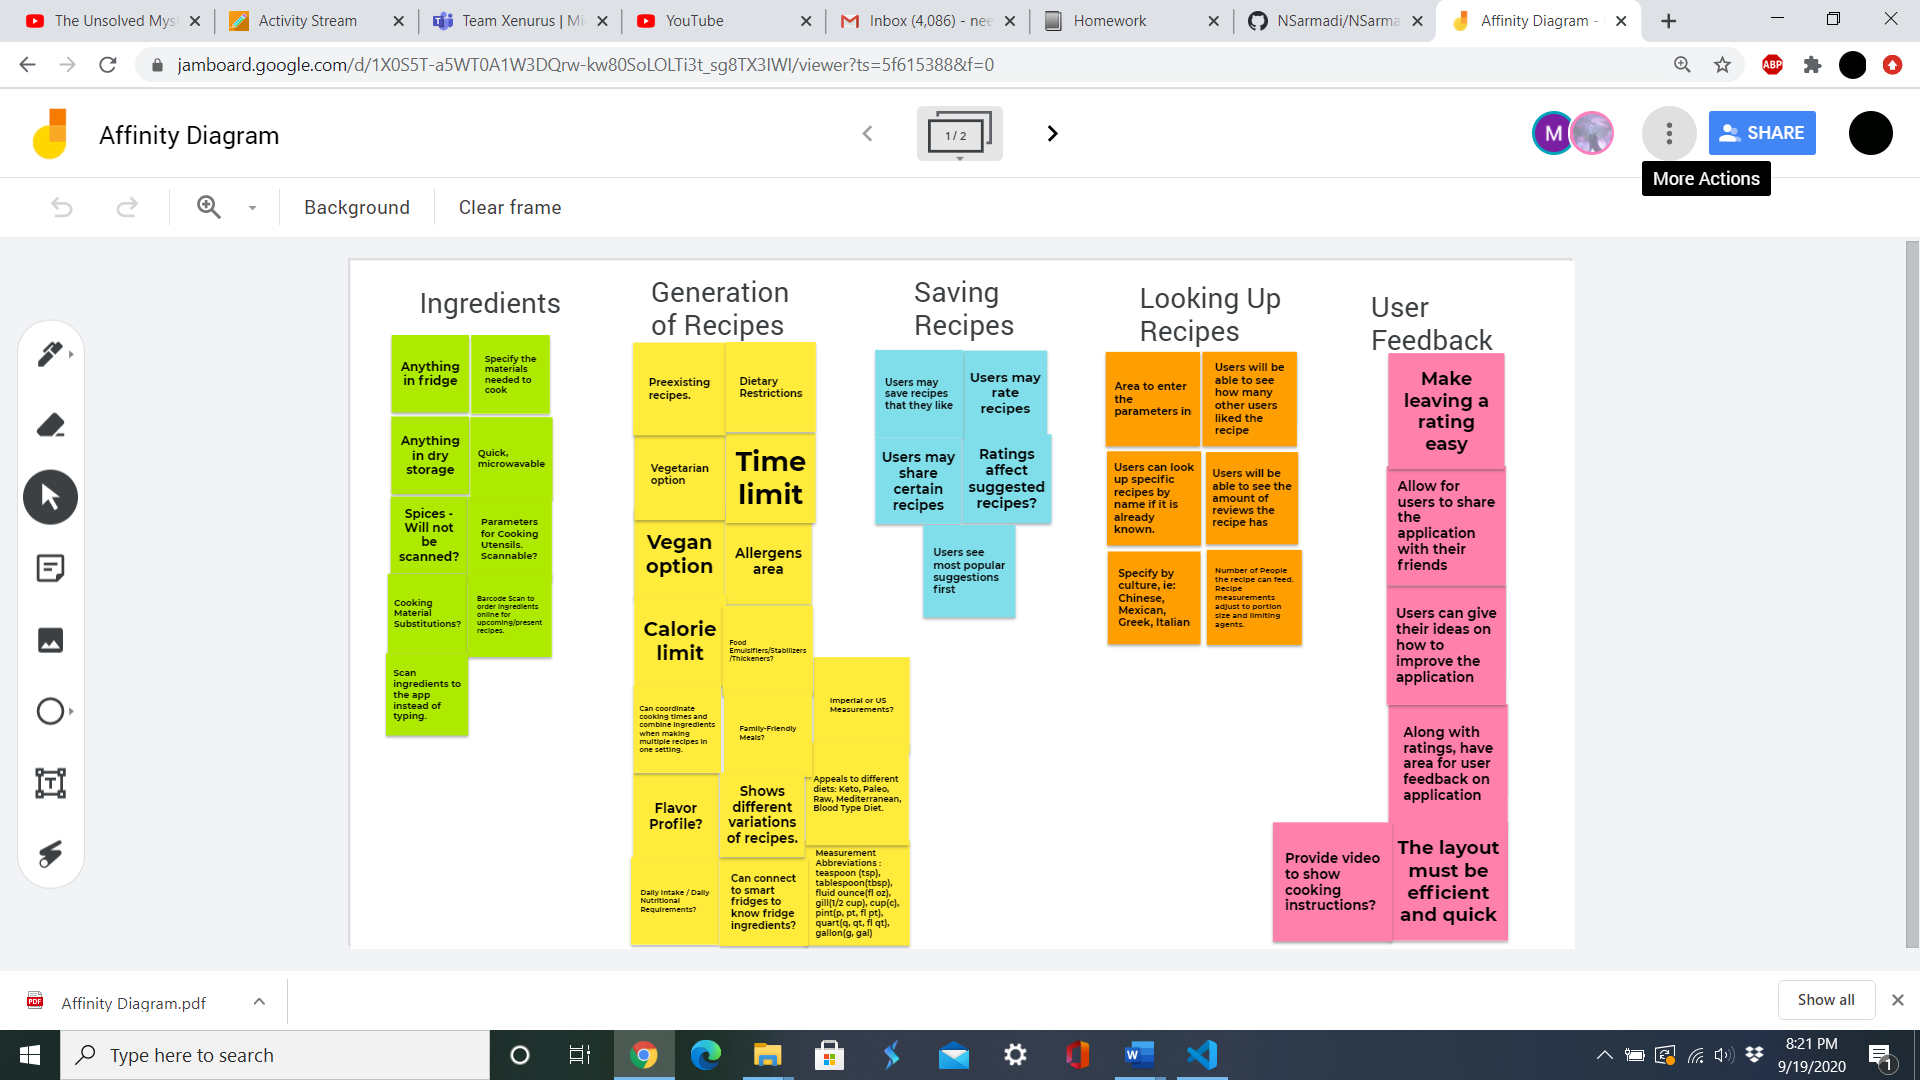 The Unsolved Mys
Activity Stream
Team Xenurus | Mi
YouTube
Inbox (4,086) - nee
Homework
NSarmadi/NSarma
Affinity Diagram -
jamboard.google.com/d/1X0S5T-a5WT0A1W3DQrw-kw80SoLOLTi3t_sg8TX3IWI/viewer?ts=5f615388&f=0
ABP
Affinity Diagram
1 / 2
M
SHARE
More Actions
Background
Clear frame
Ingredients
Anything
in fridge
Specify the
materials
needed to
cook
Anything
in dry
storage
Quick,
microwavable
Spices -
Will not
be
scanned?
Parameters
for Cooking
Utensils.
Scannable?
Cooking
Material
Substitutions?
Barcode Scan to
order ingredients
online for
upcoming/present
recipes.
Scan
ingredients to
the app
instead of
typing.
Generation
of Recipes
Preexisting
recipes.
Dietary
Restrictions
Vegetarian
option
Time
limit
Vegan
option
Allergens
area
Calorie
limit
Food
Emulsifiers/Stabilizers
/Thickeners?
Can coordinate
cooking times and
combine ingredients
when making
multiple recipes in
one setting.
Family-Friendly
Meals?
Imperial or US
Measurements?
Flavor
Profile?
Shows
different
variations
of recipes.
Appeals to different
diets: Keto, Paleo,
Raw, Mediterranean,
Blood Type Diet.
Daily Intake / Daily
Nutritional
Requirements?
Can connect
to smart
fridges to
know fridge
ingredients?
Measurement
Abbreviations :
teaspoon (tsp),
tablespoon(tbsp),
fluid ounce(fl oz),
gill(1/2 cup), cup(c),
pint(p, pt, fl pt),
quart(q, qt, fl qt),
gallon(g, gal)
Saving
Recipes
Users may
save recipes
that they like
Users may
rate
recipes
Users may
share
certain
recipes
Ratings
affect
suggested
recipes?
Users see
most popular
suggestions
first
Looking Up
Recipes
Area to enter
the
parameters in
Users will be
able to see
how many
other users
liked the
recipe
Users can look
up specific
recipes by
name if it is
already
known.
Users will be
able to see the
amount of
reviews the
recipe has
Specify by
culture, ie:
Chinese,
Mexican,
Greek, Italian
Number of People
the recipe can feed.
Recipe
measurements
adjust to portion
size and limiting
agents.
User
Feedback
Make
leaving a
rating
easy
Allow for
users to share
the
application
with their
friends
Users can give
their ideas on
how to
improve the
application
Along with
ratings, have
area for user
feedback on
application
Provide video
to show
cooking
instructions?
The layout
must be
efficient
and quick
PDF
Affinity Diagram.pdf
Show all
Type here to search
8:21 PM
9/19/2020
1